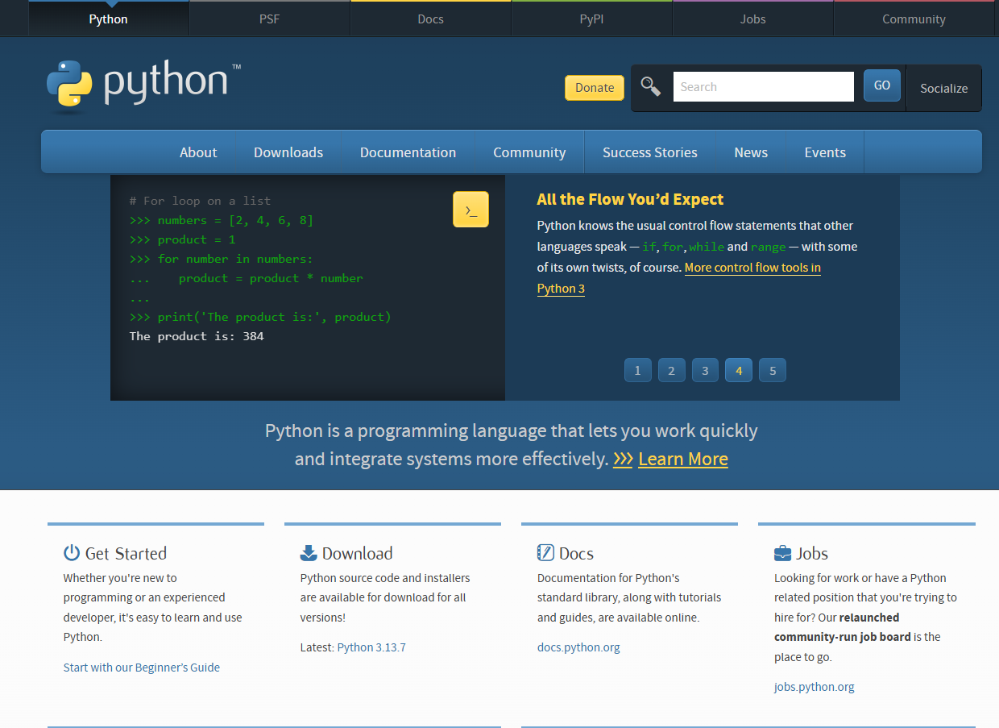 Python
PSF
Docs
PyPI
Jobs
Community
python™
Donate
Search
GO
Socialize
About
Downloads
Documentation
Community
Success Stories
News
Events
# For loop on a list
>>> numbers = [2, 4, 6, 8]
>>> product = 1
>>> for number in numbers:
...    product = product * number
...
>>> print('The product is:', product)
The product is: 384
>_
All the Flow You’d Expect
Python knows the usual control flow statements that other
languages speak — if, for, while and range — with some
of its own twists, of course. More control flow tools in
Python 3
1
2
3
4
5
Python is a programming language that lets you work quickly
and integrate systems more effectively. >>> Learn More
Get Started
Whether you're new to
programming or an experienced
developer, it's easy to learn and use
Python.
Start with our Beginner’s Guide
Download
Python source code and installers
are available for download for all
versions!
Latest: Python 3.13.7
Docs
Documentation for Python's
standard library, along with tutorials
and guides, are available online.
docs.python.org
Jobs
Looking for work or have a Python
related position that you're trying to
hire for? Our relaunched
community-run job board is the
place to go.
jobs.python.org